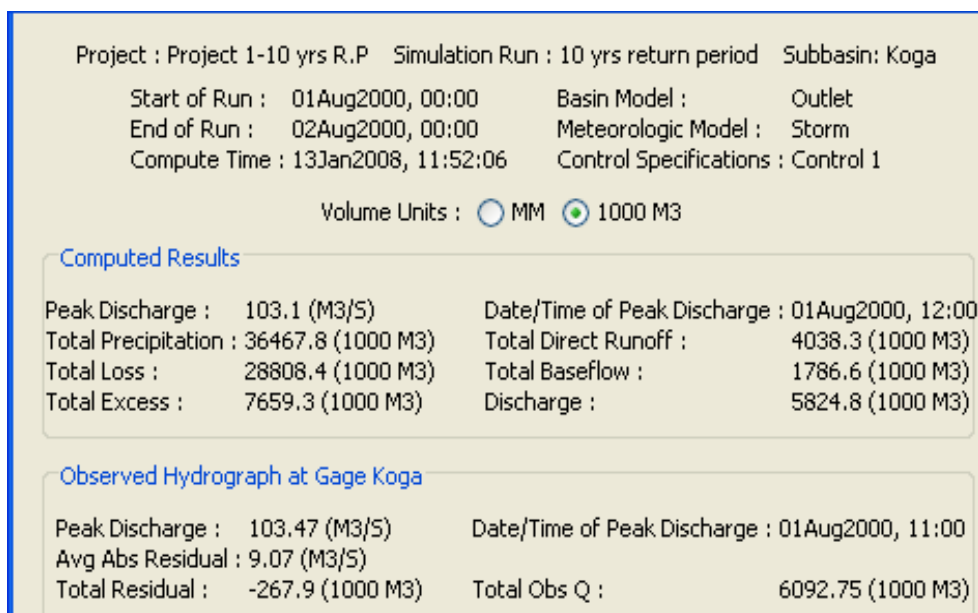 Project : Project 1-10 yrs R.P Simulation Run : 10 yrs return period Subbasin: Koga
Start of Run : 01Aug2000, 00:00 Basin Model : Outlet
End of Run : 02Aug2000, 00:00 Meteorologic Model : Storm
Compute Time : 13Jan2008, 11:52:06 Control Specifications : Control 1
Volume Units : MM 1000 M3
Computed Results
Peak Discharge : 103.1 (M3/S) Date/Time of Peak Discharge : 01Aug2000, 12:00
Total Precipitation : 36467.8 (1000 M3) Total Direct Runoff : 4038.3 (1000 M3)
Total Loss : 28808.4 (1000 M3) Total Baseflow : 1786.6 (1000 M3)
Total Excess : 7659.3 (1000 M3) Discharge : 5824.8 (1000 M3)
Observed Hydrograph at Gage Koga
Peak Discharge : 103.47 (M3/S) Date/Time of Peak Discharge : 01Aug2000, 11:00
Avg Abs Residual : 9.07 (M3/S)
Total Residual : -267.9 (1000 M3) Total Obs Q : 6092.75 (1000 M3)